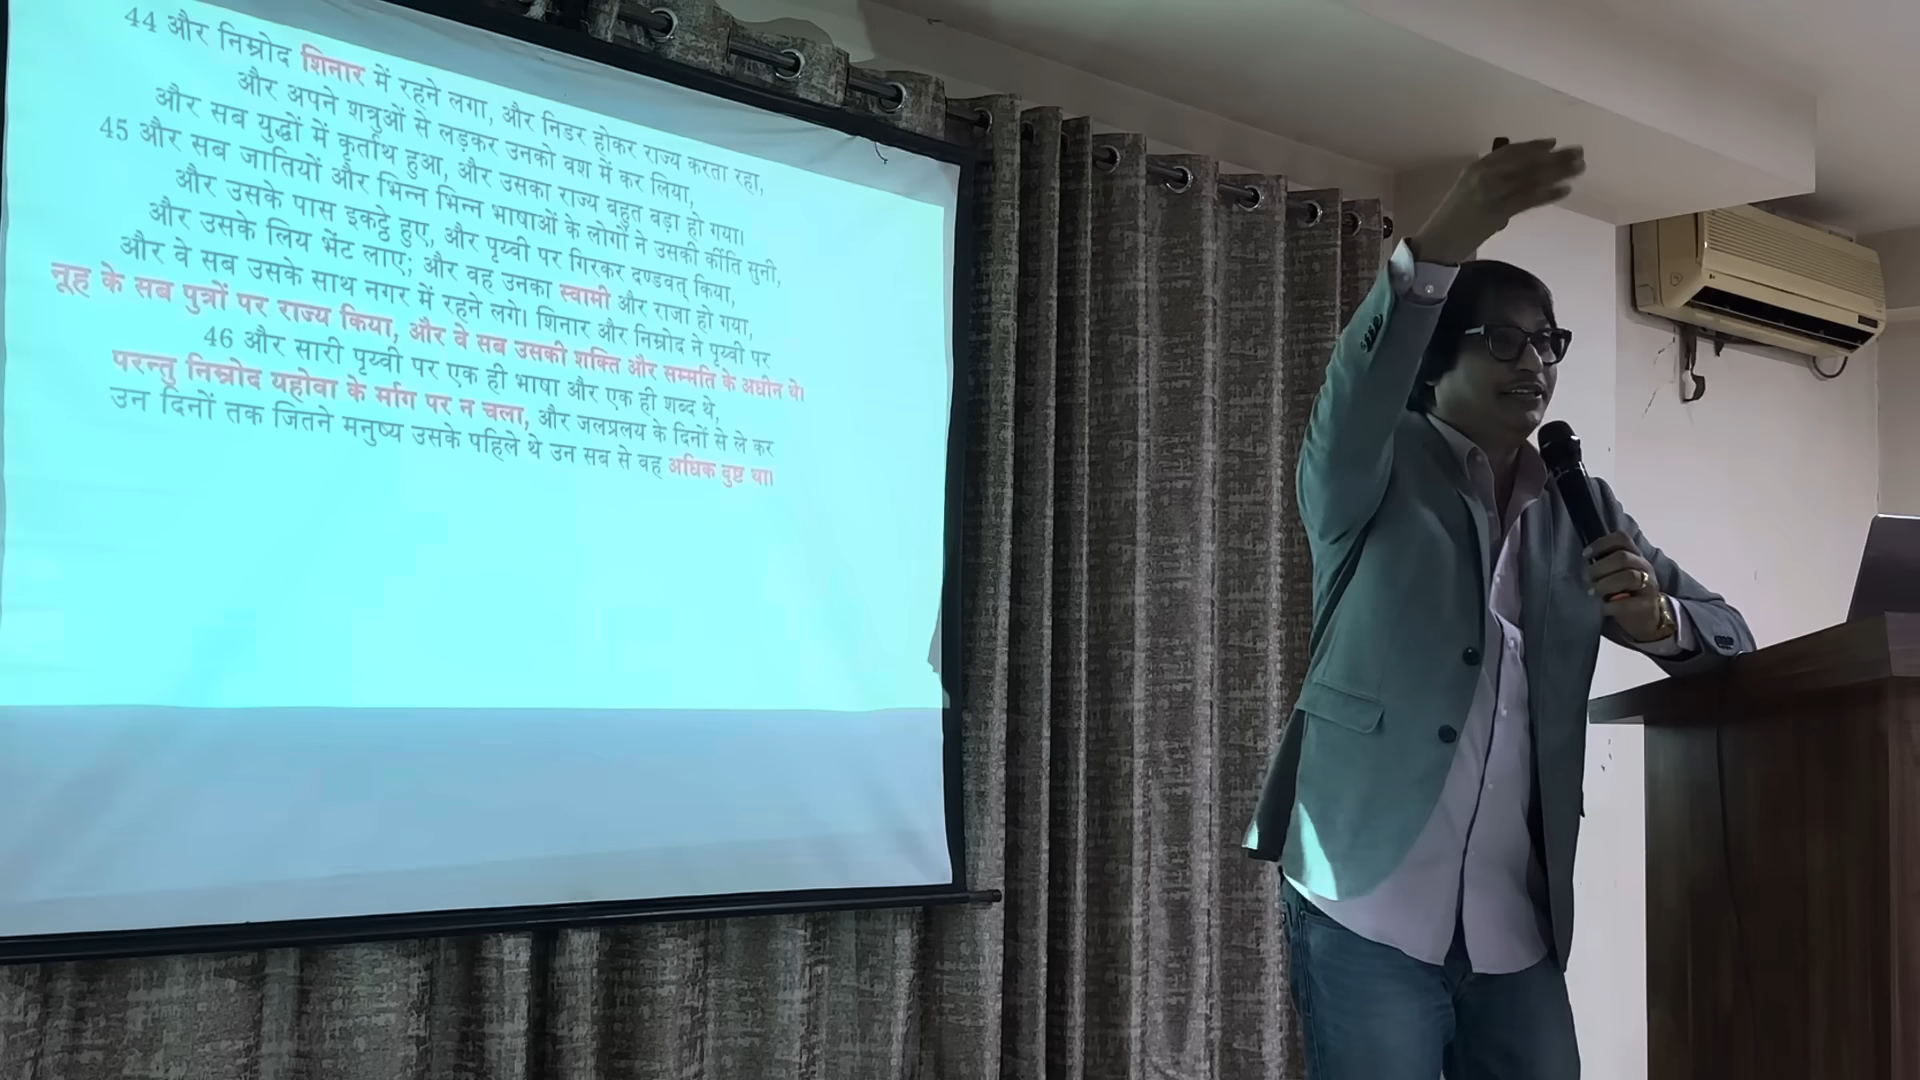 44 और निम्रोद शिनार में रहने लगा, और निडर होकर राज्य करता रहा,
और अपने शत्रुओं से लड़कर उनको वश में कर लिया,
और सब युद्धों में कृर्ताथ हुआ, और उसका राज्य बहुत बड़ा हो गया।
45 और सब जातियों और भिन्न भिन्न भाषाओं के लोगों ने उसकी र्कीति सुनी,
और उसके पास इकट्ठे हुए, और पृय्वी पर गिरकर दण्डवत् किया,
और उसके लिय भेंट लाए; और वह उनका स्वामी और राजा हो गया,
और वे सब उसके साथ नगर में रहने लगे। शिनार और निम्रोद ने पृय्वी पर
नूह के सब पुत्रों पर राज्य किया, और वे सब उसकी शक्ति और सम्मति के अधीन थे।
46 और सारी पृय्वी पर एक ही भाषा और एक ही शब्द थे,
परन्तु निम्रोद यहोवा के र्माग पर न चला, और जलप्रलय के दिनों से ले कर
उन दिनों तक जितने मनुष्य उसके पहिले थे उन सब से वह अधिक दुष्ट था।